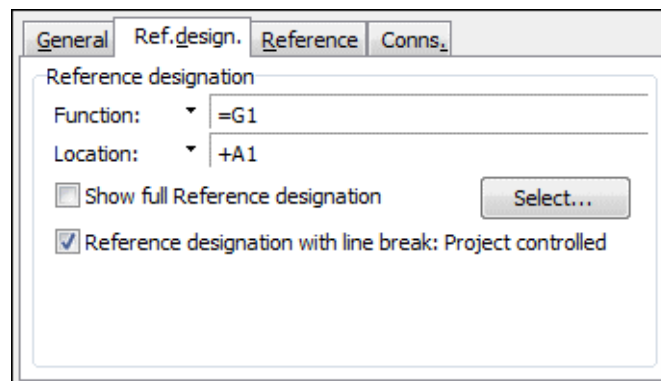 General Ref.design. Reference Conns.
Reference designation
Function: =G1
Location: +A1
Show full Reference designation Select...
Reference designation with line break: Project controlled